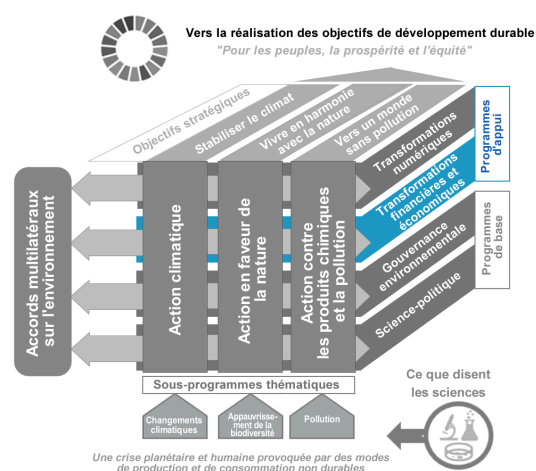 Vers la réalisation des objectifs de développement durable
"Pour les peuples, la prospérité et l'équité"
Objectifs stratégiques
Stabiliser le climat
Vivre en harmonie
avec la nature
Vers un monde
sans pollution
Transformations
numériques
Transformations
financières et
économiques
Gouvernance
environnementale
Science-politique
Programmes
d'appui
Programmes
de base
Accords multilatéraux
sur l'environnement
Action climatique
Action en faveur de
la nature
Action contre
les produits chimiques
et la pollution
Sous-programmes thématiques
Changements
climatiques
Appauvrisse-
ment de la
biodiversité
Pollution
Ce que disent
les sciences
Une crise planétaire et humaine provoquée par des modes
de production et de consommation non durables